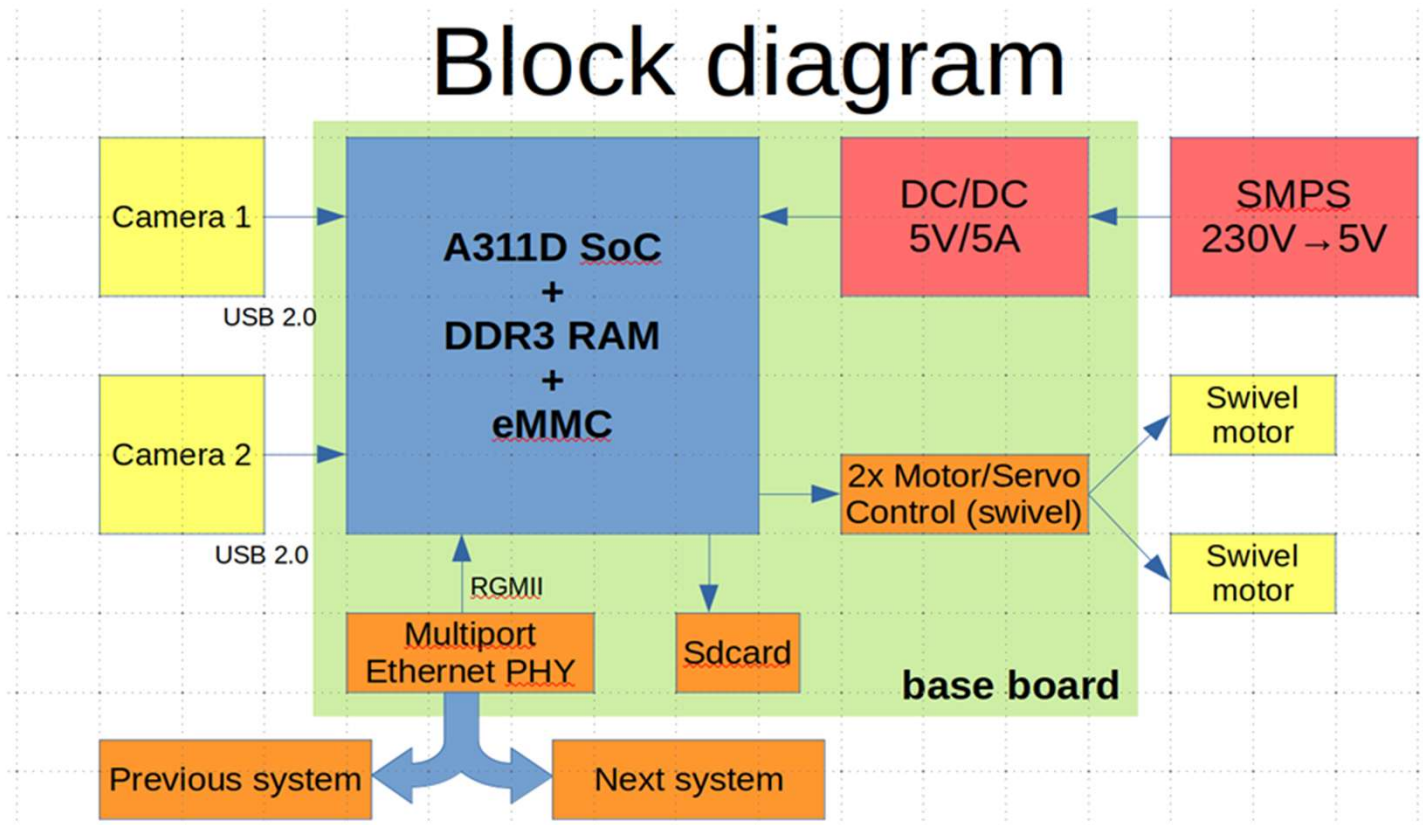 Block diagram
Camera 1
USB 2.0
Camera 2
USB 2.0
A311D SoC
+
DDR3 RAM
+
eMMC
DC/DC
5V/5A
SMPS
230V→5V
2x Motor/Servo
Control (swivel)
Swivel
motor
Swivel
motor
RGMII
Multiport
Ethernet PHY
Sdcard
base board
Previous system
Next system